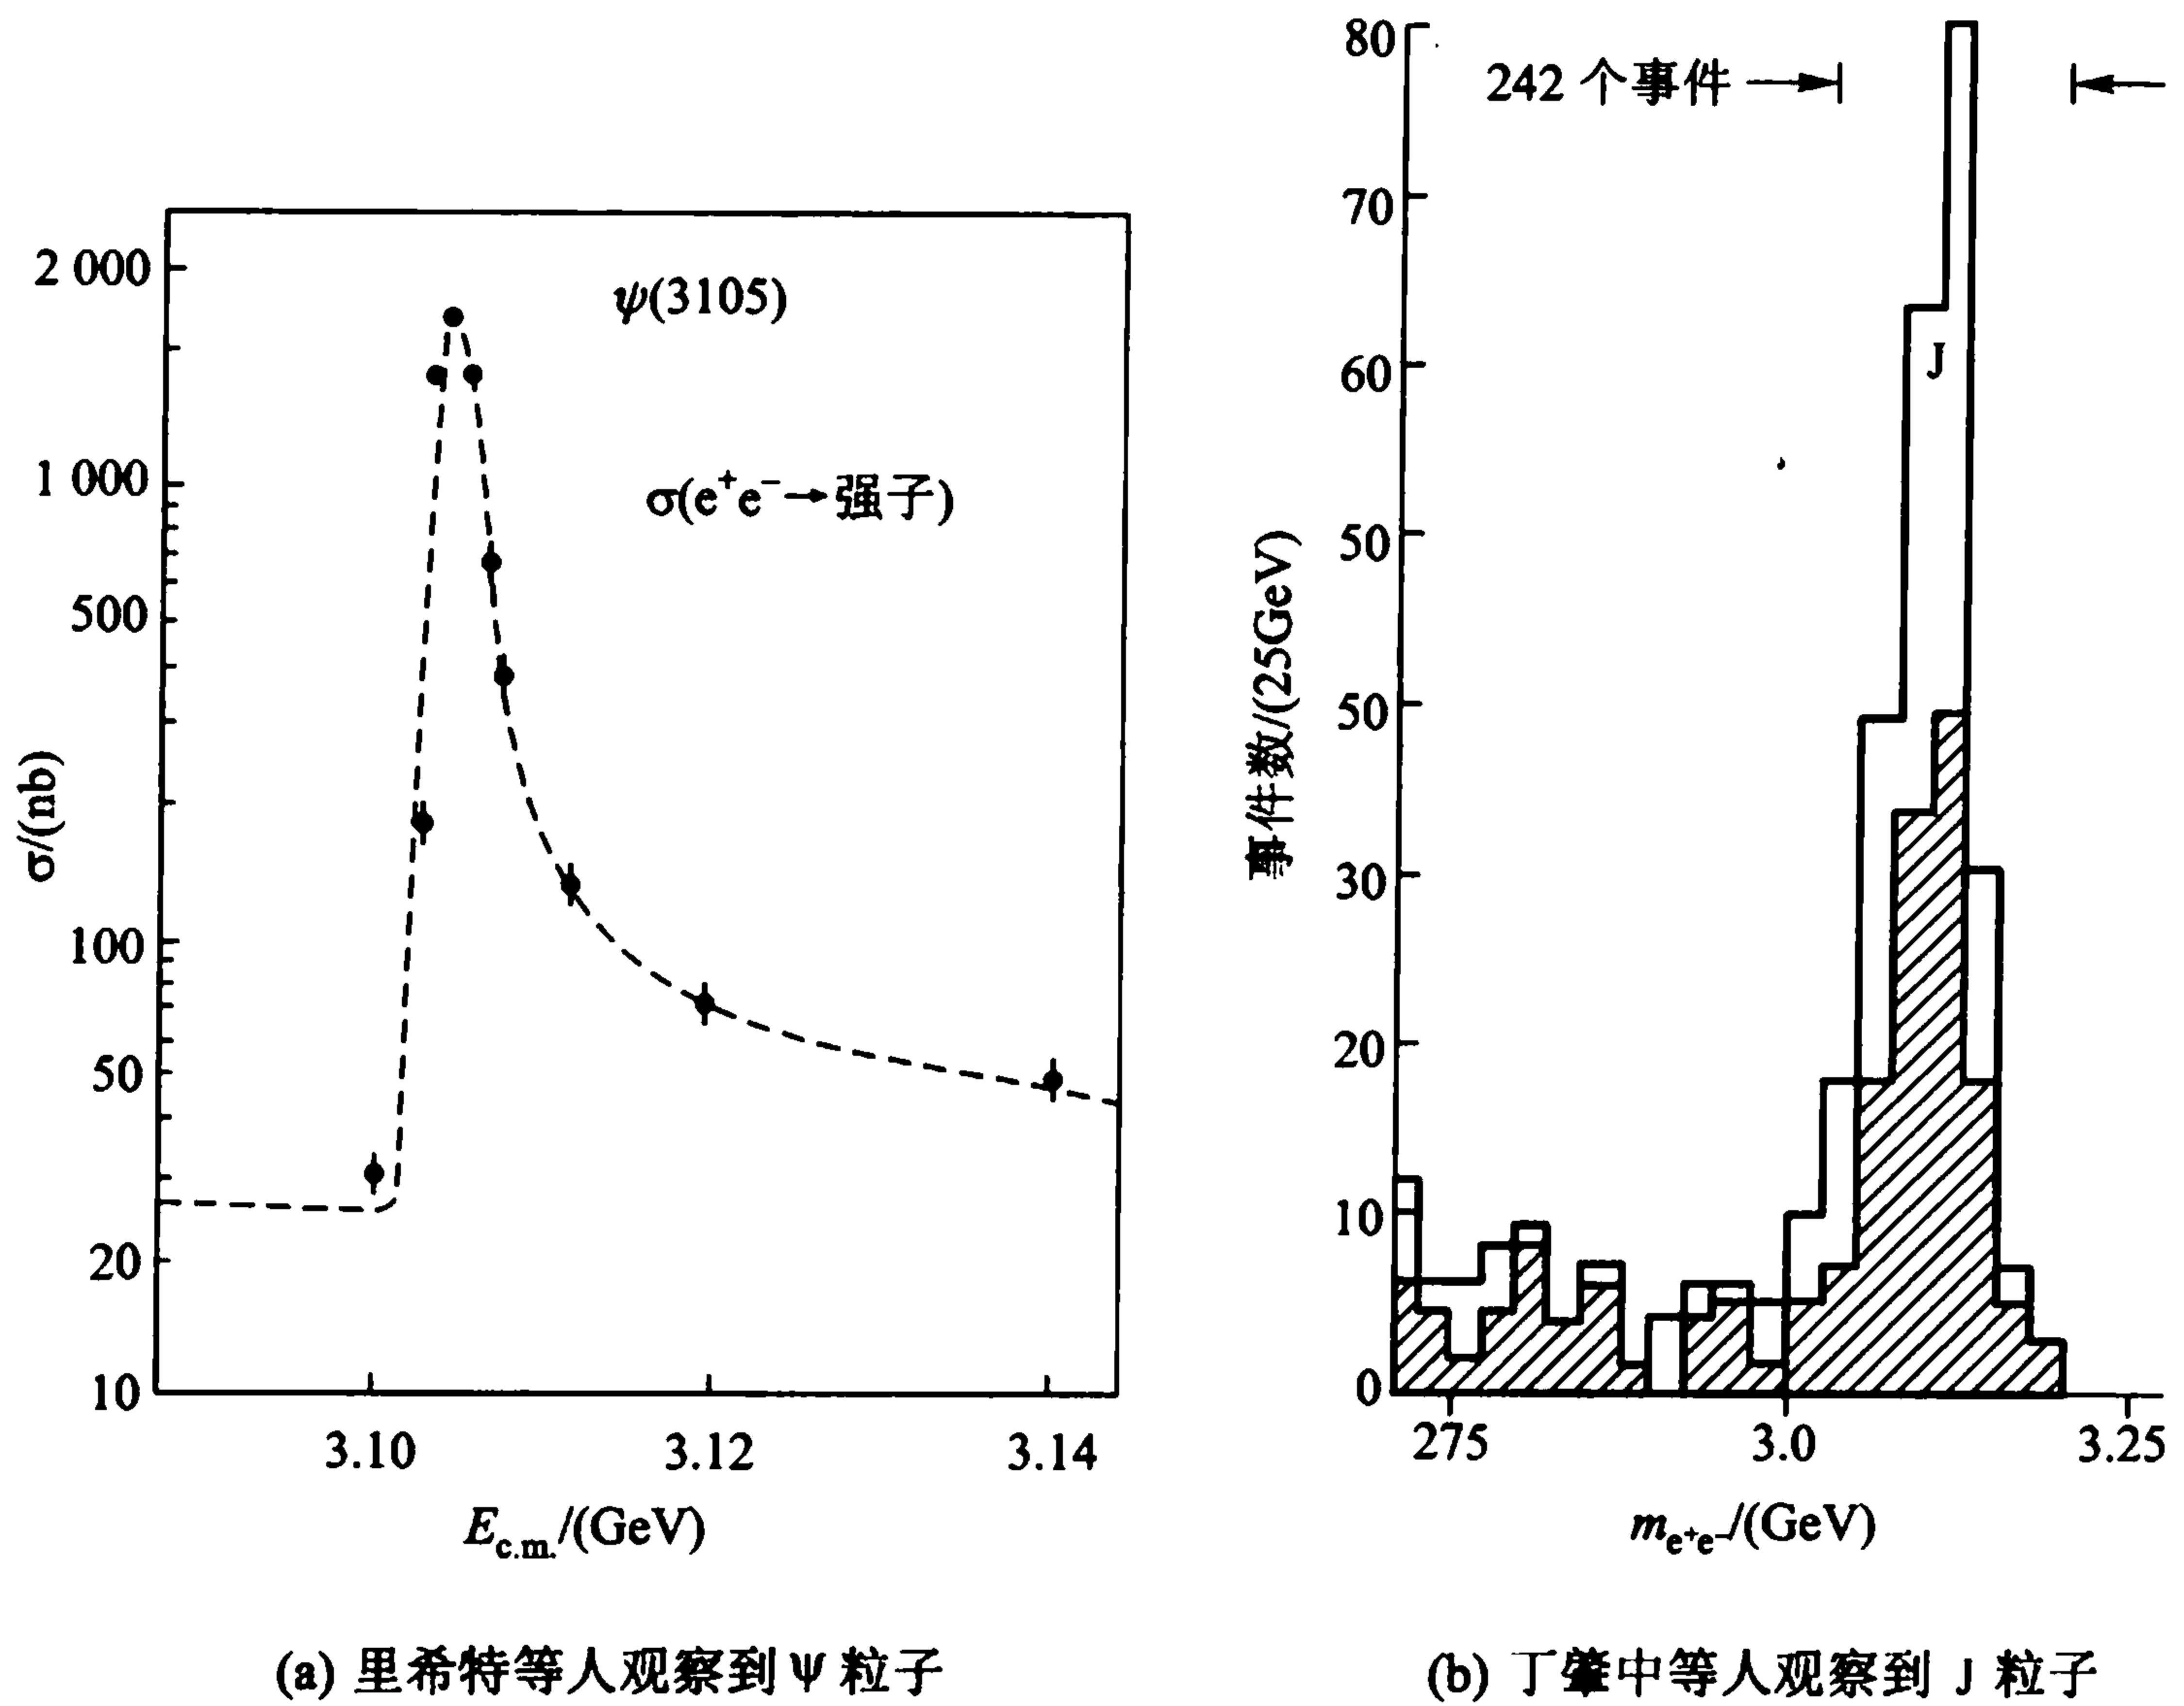 2 000
1 000
500
100
50
20
10
σ/(nb)
ψ(3105)
σ(e⁺e⁻→强子)
3.10
3.12
3.14
E_c.m./(GeV)
(a) 里希特等人观察到 Ψ 粒子
80
70
60
50
50
30
20
10
0
事件数/(25GeV)
242 个事件
J
275
3.0
3.25
m_e⁺e⁻/(GeV)
(b) 丁肇中等人观察到 J 粒子